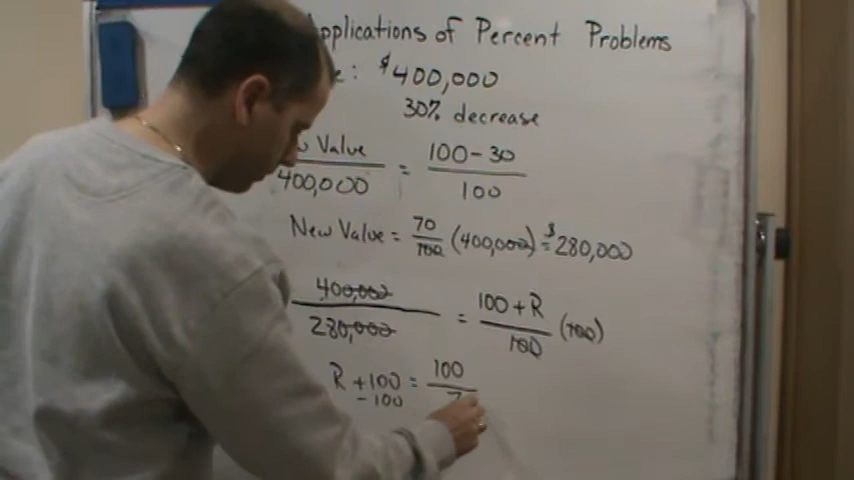 Applications of Percent Problems
$400,000
30% decrease
Value / 400,000 = 100-30 / 100
New Value = 70/100 (400,000) = $280,000
400,000 / 280,000 = 100+R / 100 (100)
R +100 = 100 / 7
-100